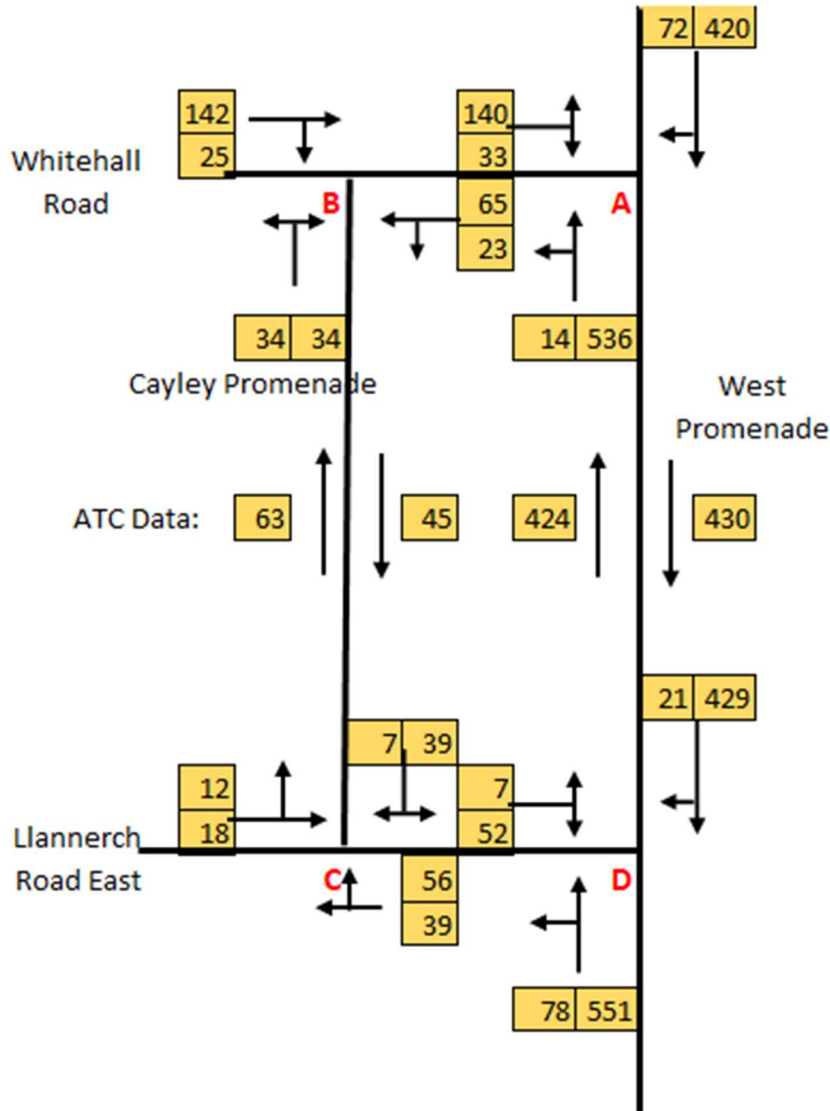 72 420
142
25
140
33
Whitehall
Road
B
65
23
A
34 34
14 536
Cayley Promenade
West
Promenade
ATC Data:
63
45
424
430
21 429
7 39
12
18
7
52
Llannerch
Road East
C
56
39
D
78 551